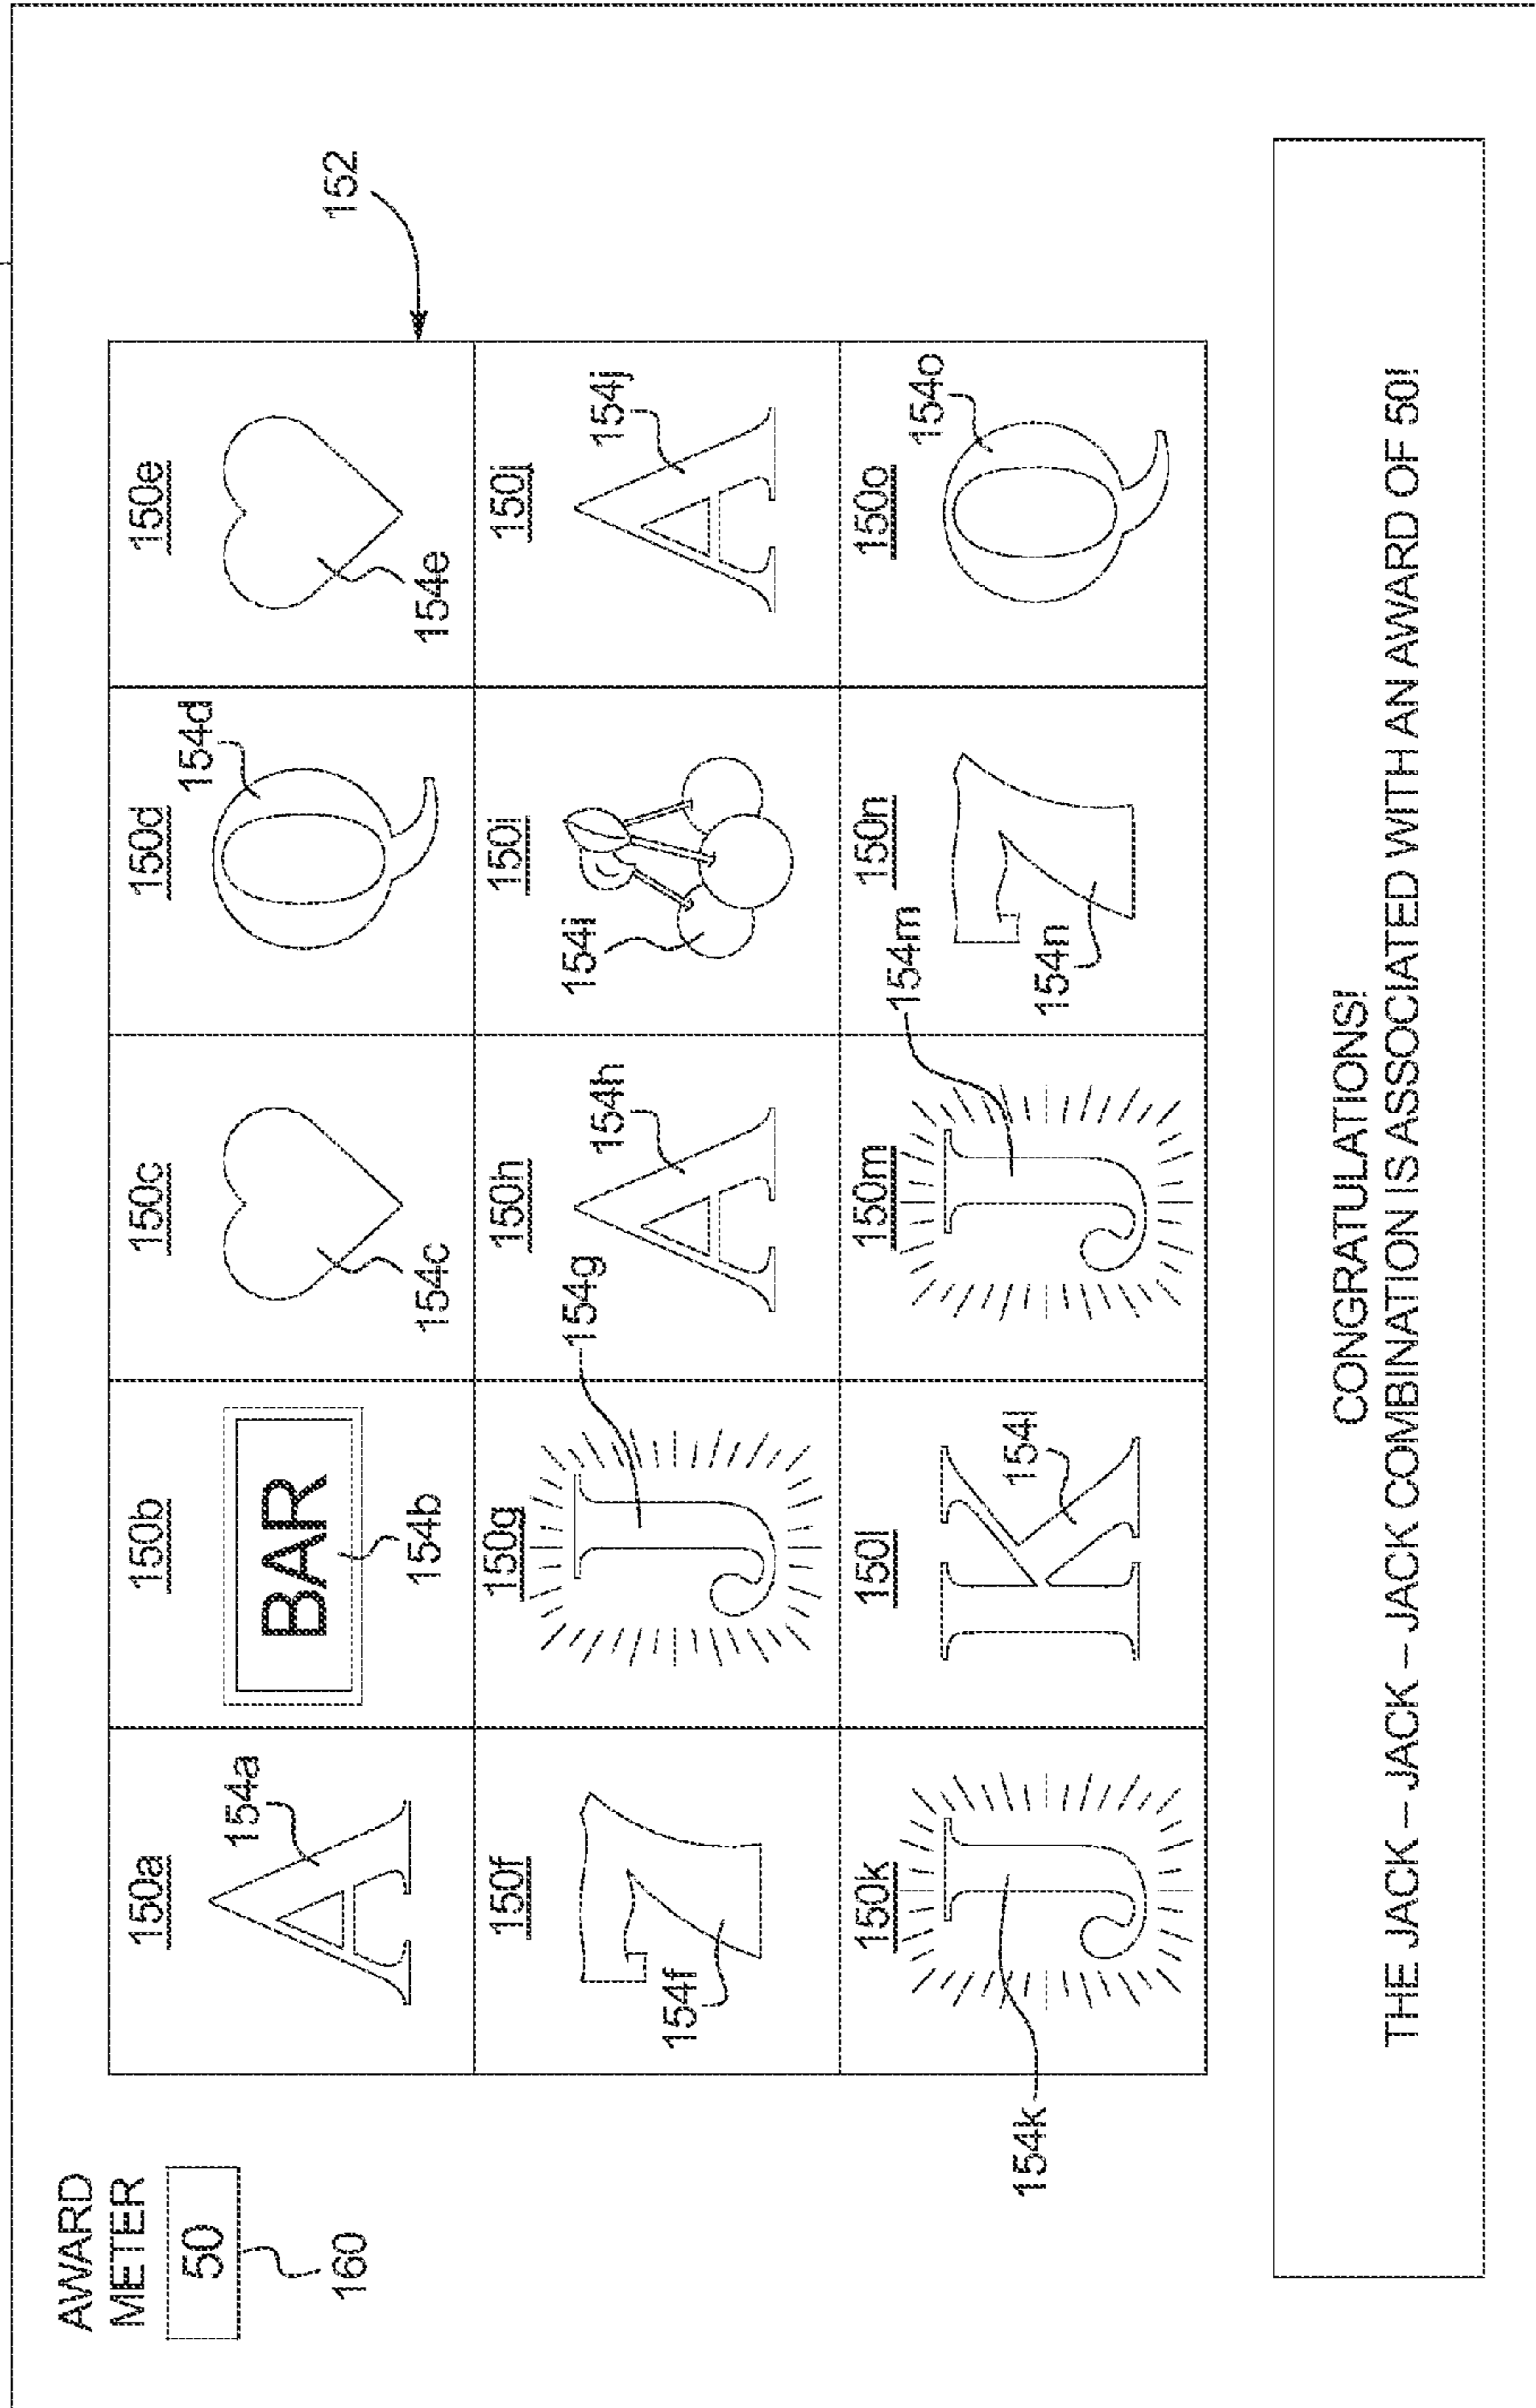 AWARD
METER
50
160
152
150a
154a
150b
BAR
154b
150c
154c
150d
Q
154d
150e
154e
A
150f
7
154f
150g
J
154g
150h
A
154h
150i
154i
150j
A
154j
150k
J
154k
150l
K
154l
150m
J
154m
150n
7
154n
150o
Q
154o
CONGRATULATIONS!
THE JACK – JACK – JACK COMBINATION IS ASSOCIATED WITH AN AWARD OF 50!